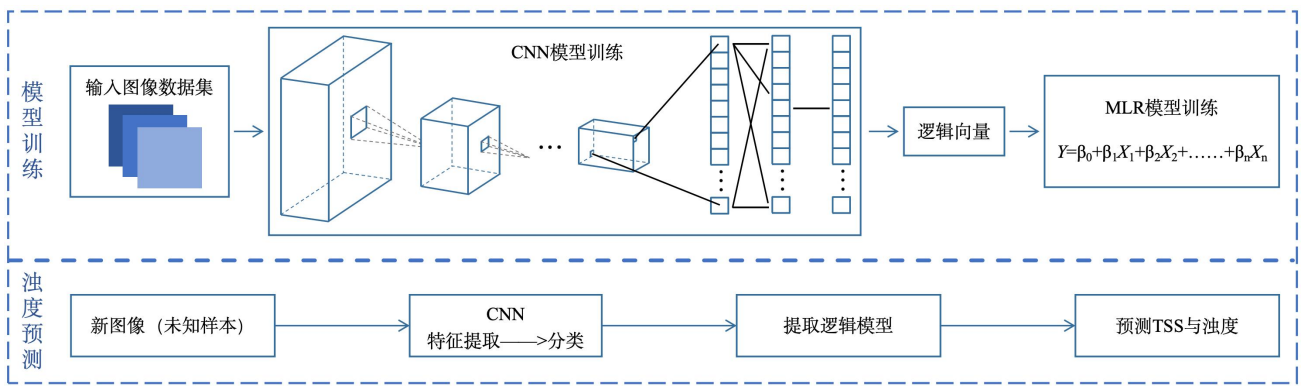 模型训练
输入图像数据集
CNN模型训练
...
逻辑向量
MLR模型训练
Y=β₀+β₁X₁+β₂X₂+……+βₙXₙ
浊度预测
新图像（未知样本）
CNN
特征提取——>分类
提取逻辑模型
预测TSS与浊度